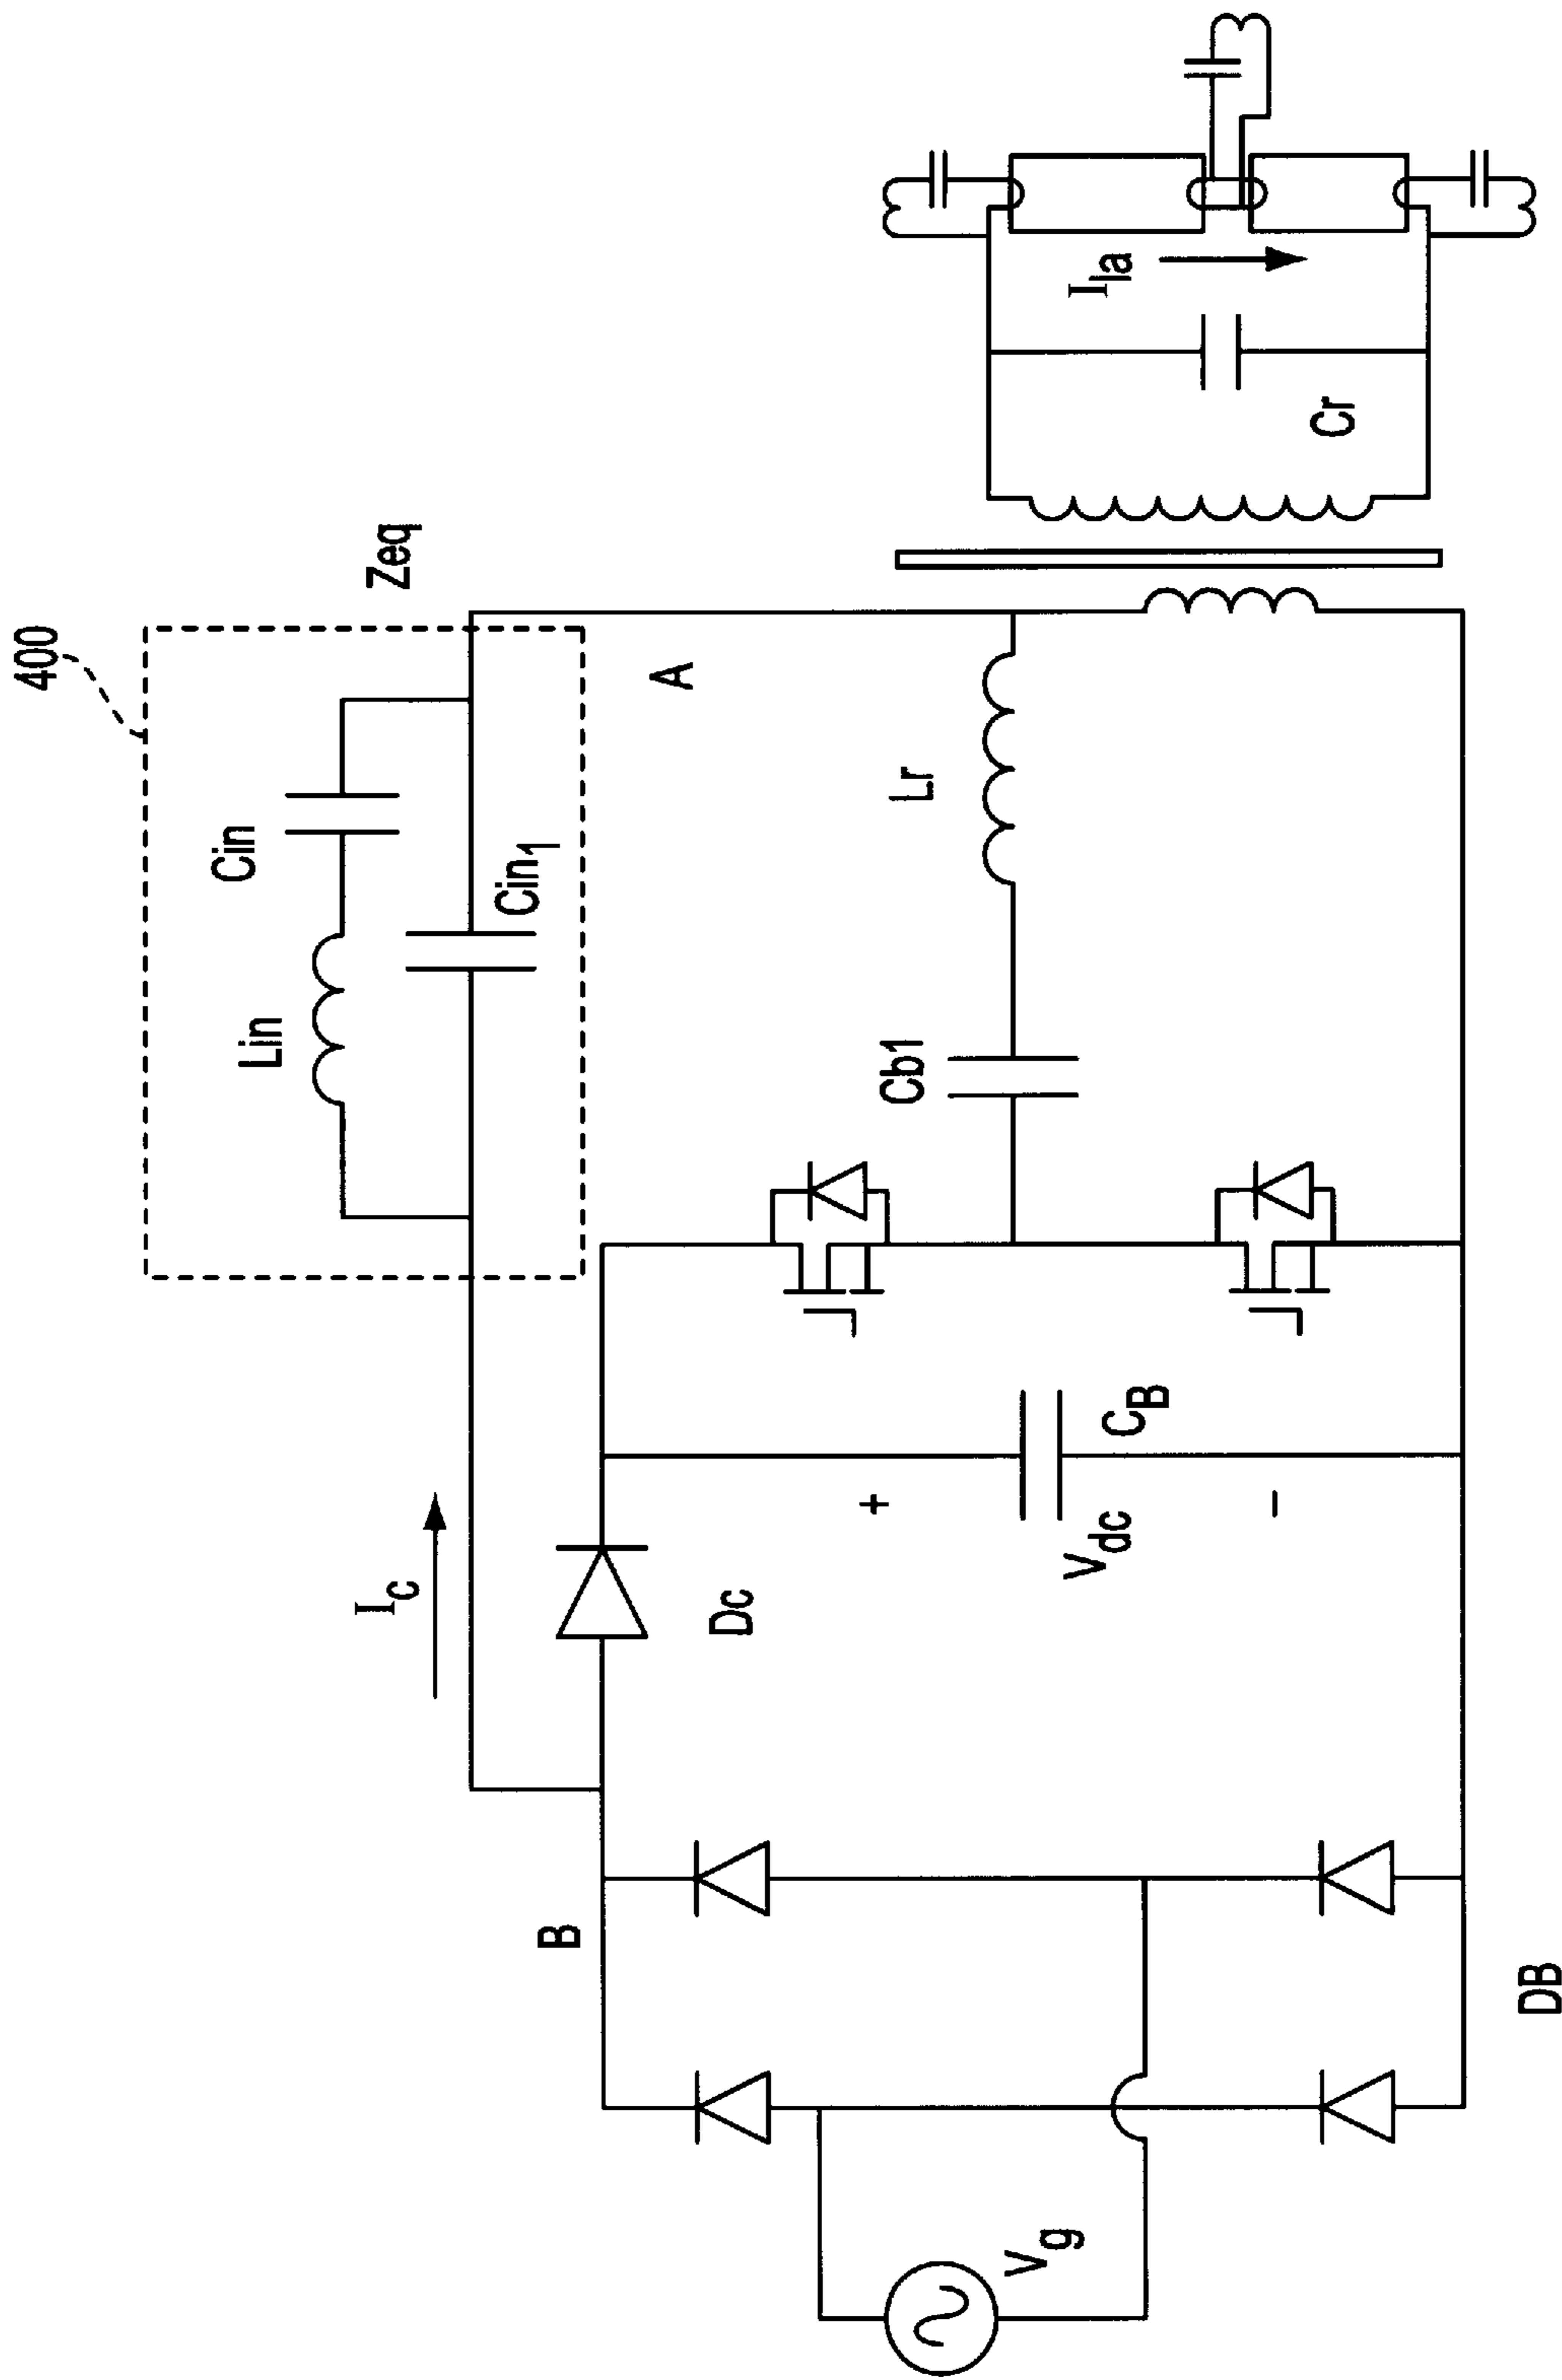 400
Zeq
Lin
Cin
Cin1
Ic
A
B
Dc
Lr
Cb1
Ila
Cr
+
Vdc
CB
-
Vg
DB